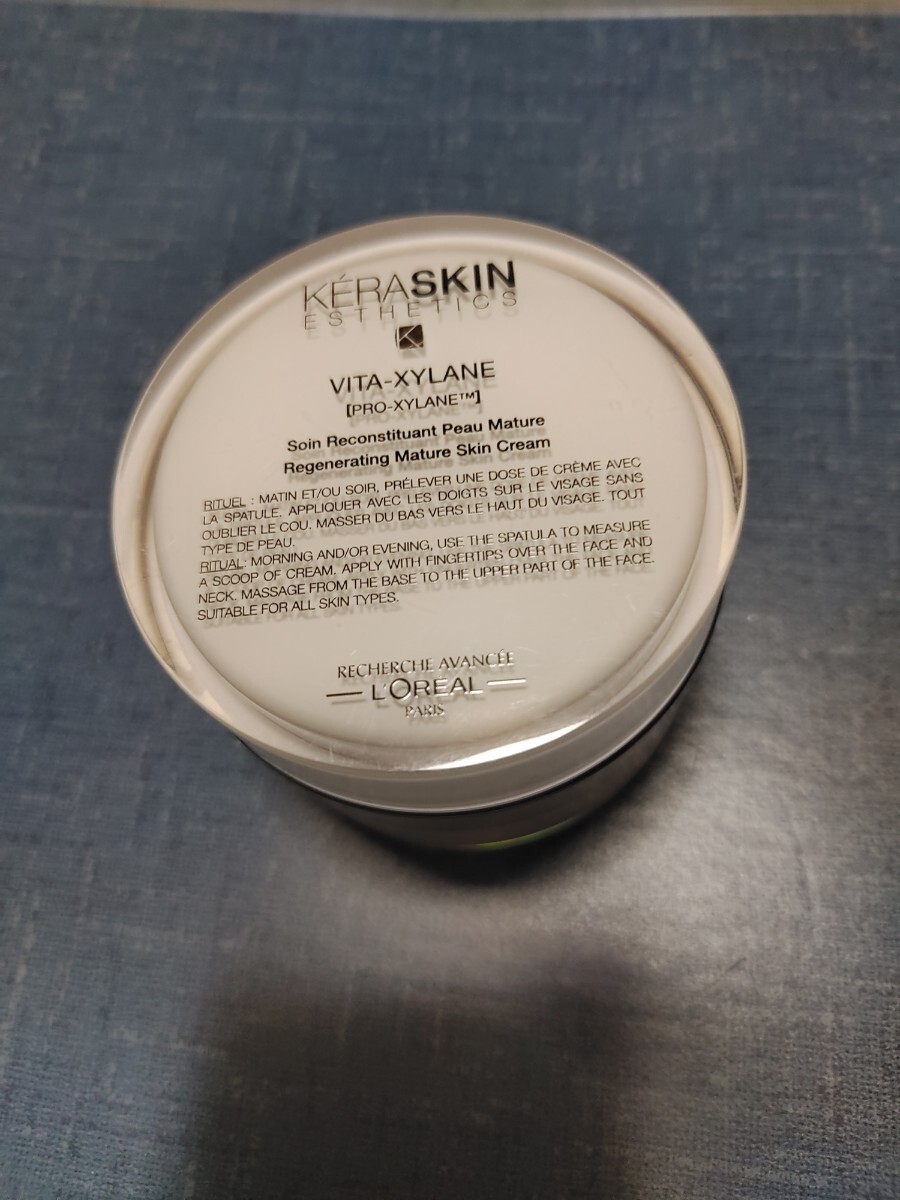 KÉRASKIN
ESTHETICS
K
VITA-XYLANE
[PRO-XYLANE™]
Soin Reconstituant Peau Mature
Regenerating Mature Skin Cream
RITUEL : MATIN ET/OU SOIR, PRÉLEVER UNE DOSE DE CRÈME AVEC
LA SPATULE. APPLIQUER AVEC LES DOIGTS SUR LE VISAGE SANS
OUBLIER LE COU. MASSER DU BAS VERS LE HAUT DU VISAGE. TOUT
TYPE DE PEAU.
RITUAL: MORNING AND/OR EVENING, USE THE SPATULA TO MEASURE
A SCOOP OF CREAM. APPLY WITH FINGERTIPS OVER THE FACE AND
NECK. MASSAGE FROM THE BASE TO THE UPPER PART OF THE FACE.
SUITABLE FOR ALL SKIN TYPES.
RECHERCHE AVANCÉE
L'ORÉAL
PARIS